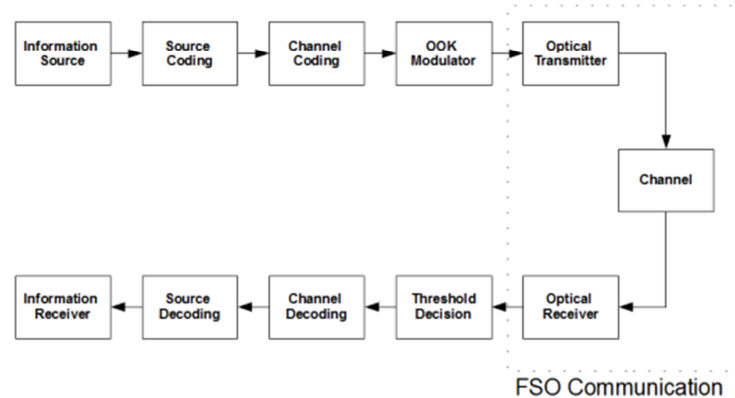 Information
Source
Source
Coding
Channel
Coding
OOK
Modulator
Optical
Transmitter
Channel
Information
Receiver
Source
Decoding
Channel
Decoding
Threshold
Decision
Optical
Receiver
FSO Communication